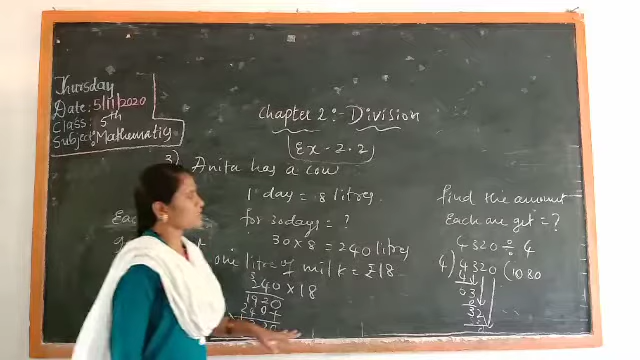 Thursday
Date: 5/11/2020
Class: 5th
Subject: Mathematics
Chapter 2:- Division
Ex-2.2
3) Anita has a cow
1 day = 8 litres.
for 30 days = ?
30 x 8 = 240 litres
one litre of milk = ₹18
240 x 18
1920
240+
find the amount
Each are get = ?
4320 ÷ 4
4) 4320 (1080
4
03
0
32